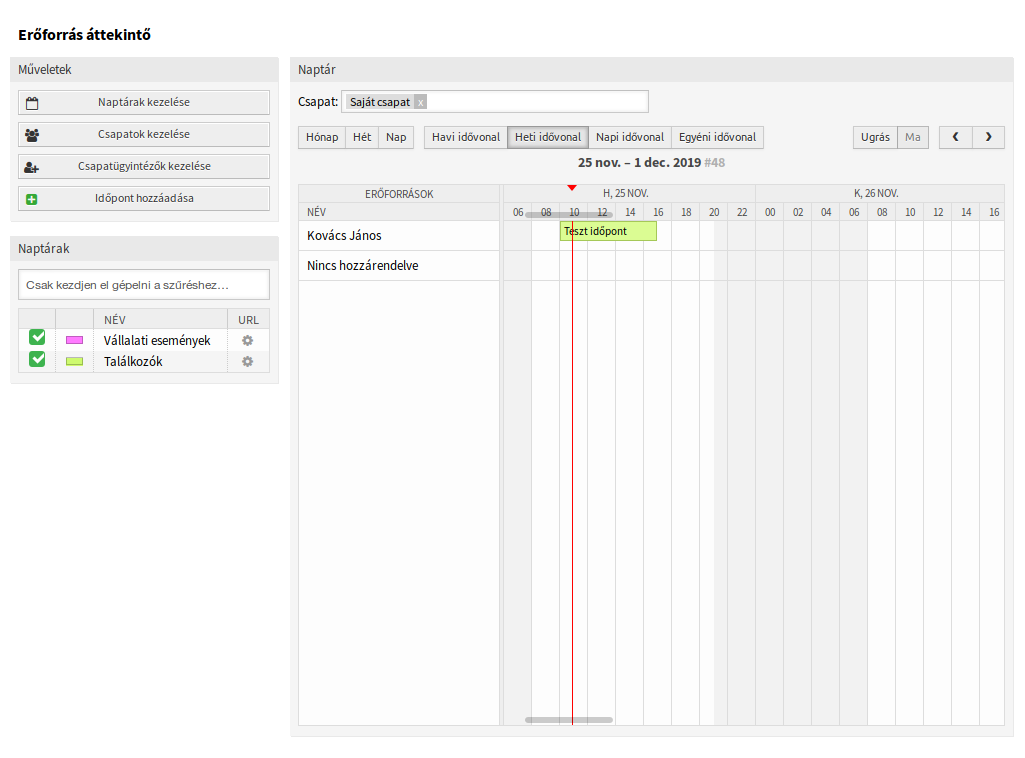 Erőforrás áttekintő
Műveletek
Naptárak kezelése
Csapatok kezelése
Csapatügyintézők kezelése
Időpont hozzáadása
Naptárak
Csak kezdjen el gépelni a szűréshez...
NÉV URL
Vállalati események
Találkozók
Naptár
Csapat: Saját csapat x
Hónap Hét Nap Havi idővonal Heti idővonal Napi idővonal Egyéni idővonal Ugrás Ma
25 nov. – 1 dec. 2019 #48
ERŐFORRÁSOK H, 25 NOV. K, 26 NOV.
NÉV 06 08 10 12 14 16 18 20 22 00 02 04 06 08 10 12 14 16
Kovács János Teszt időpont
Nincs hozzárendelve